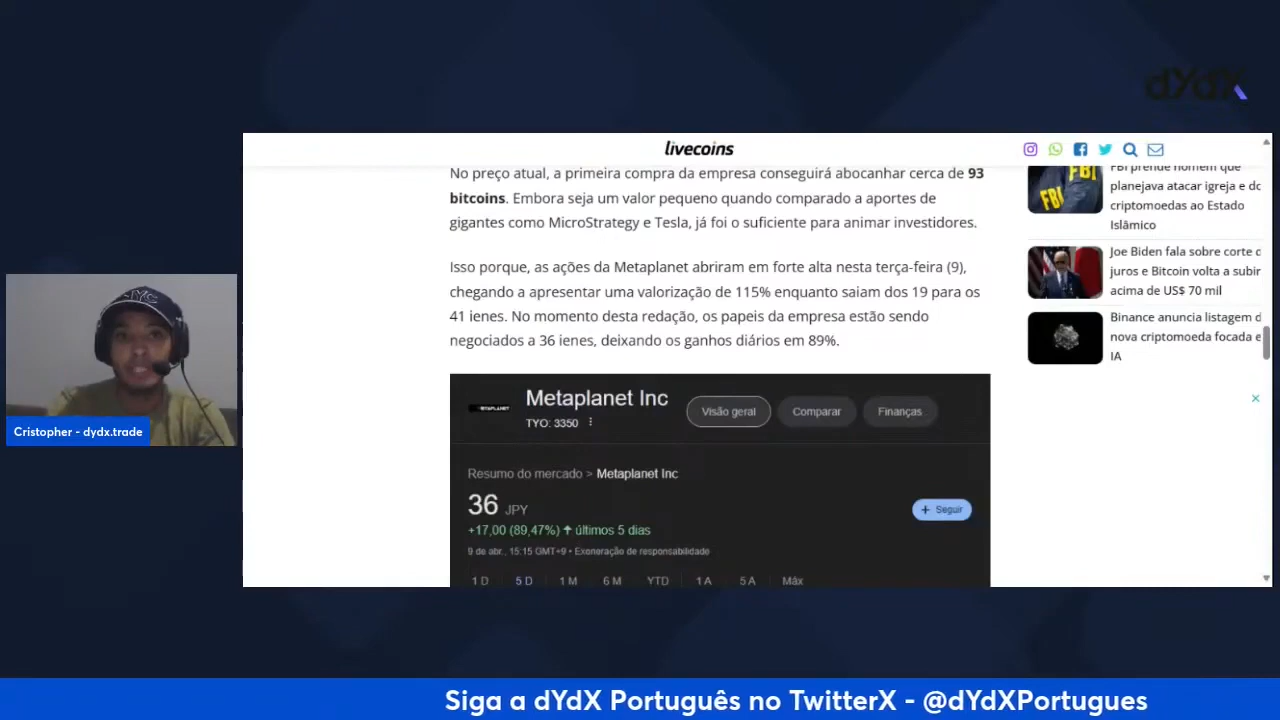 dYdX
livecoins
No preço atual, a primeira compra da empresa conseguirá abocanhar cerca de 93
bitcoins. Embora seja um valor pequeno quando comparado a aportes de
gigantes como MicroStrategy e Tesla, já foi o suficiente para animar investidores.
Isso porque, as ações da Metaplanet abriram em forte alta nesta terça-feira (9),
chegando a apresentar uma valorização de 115% enquanto saiam dos 19 para os
41 ienes. No momento desta redação, os papeis da empresa estão sendo
negociados a 36 ienes, deixando os ganhos diários em 89%.
METAPLANET
Metaplanet Inc
TYO: 3350
Visão geral
Comparar
Finanças
Resumo do mercado > Metaplanet Inc
36 JPY
+ Seguir
+17,00 (89,47%) ↑ últimos 5 dias
9 de abr., 15:15 GMT+9 • Exoneração de responsabilidade
1 D 5 D 1 M 6 M YTD 1 A 5 A Máx
FBI
FBI prende homem que
planejava atacar igreja e do
criptomoedas ao Estado
Islâmico
Joe Biden fala sobre corte d
juros e Bitcoin volta a subir
acima de US$ 70 mil
Binance anuncia listagem d
nova criptomoeda focada e
IA
Cristopher - dydx.trade
Siga a dYdX Português no TwitterX - @dYdXPortugues